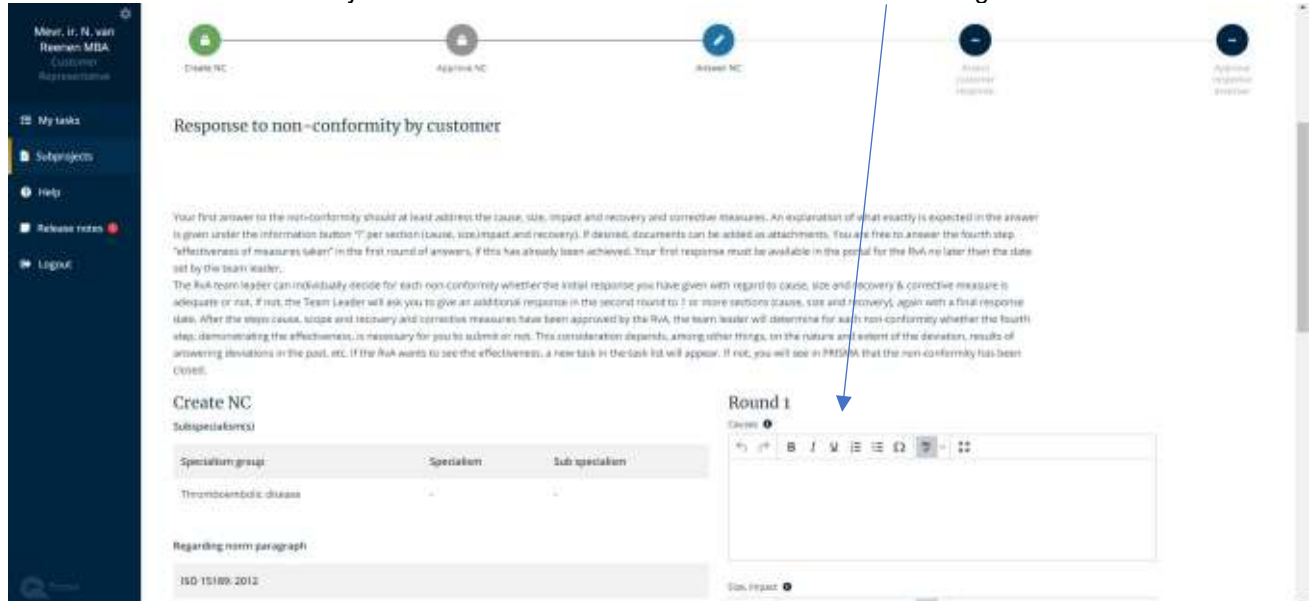 Mevr. ir. N. van
Reenen MBA
Customer
Representative
My tasks
Subprojects
Help
Release notes
Logout
Create NC
Approve NC
Answer NC
customer
response
Approve
response
Response to non-conformity by customer
Your first answer to the non-conformity should at least address the cause, size, impact and recovery and corrective measures. An explanation of what exactly is expected in the answer
is given under the information button "i" per section (cause, size,impact and recovery). If desired, documents can be added as attachments. You are free to answer the fourth step
"effectiveness of measures taken" in the first round of answers, if this has already been achieved. Your first response must be available in the portal for the RvA no later then the date
set by the team leader.
The RvA team leader can individually decide for each non-conformity whether the initial response you have given with regard to cause, size and recovery & corrective measure is
adequate or not. If not, the Team Leader will ask you to give an additional response in the second round to 1 or more sections (cause, size and recovery), again with a final response
date. After the steps cause, scope and recovery and corrective measures have been approved by the RvA, the team leader will determine for each non-conformity whether the fourth
step, demonstrating the effectiveness, is necessary for you to submit or not. This consideration depends, among other things, on the nature and extent of the deviation, results of
answering deviations in the past, etc. If the RvA wants to see the effectiveness, a new task in the task list will appear. If not, you will see in PRISMA that the non-conformity has been
closed.
Create NC
Subspecialism(s)
Specialism group
Specialism
Sub specialism
Thromboembolic disease
-
-
Regarding norm paragraph
ISO 15189: 2012
Round 1
Causes
B I U Ω
Size, impact